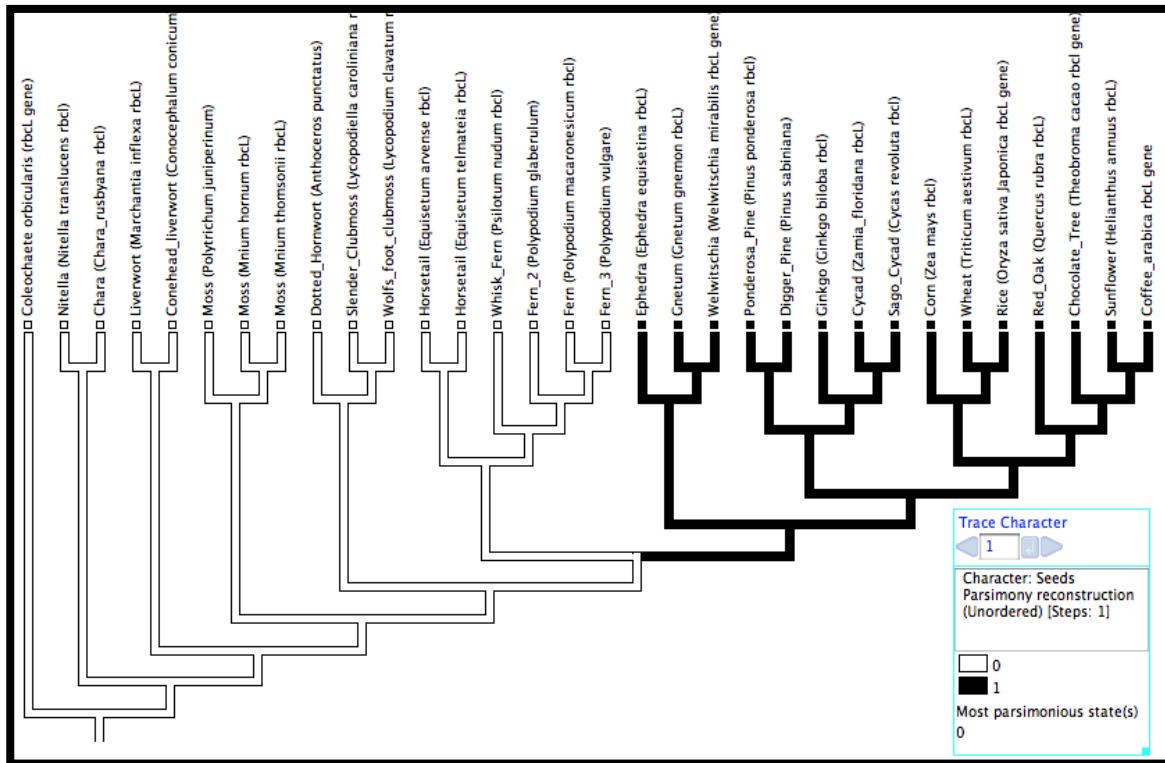 Coleochaete orbicularis (rbcL gene)
Nitella (Nitella translucens rbcl)
Chara (Chara_rusbyana rbcL)
Liverwort (Marchantia inflexa rbcL)
Conehead_liverwort (Conocephalum conicum
Moss (Polytrichum juniperinum)
Moss (Mnium hornum rbcL)
Moss (Mnium thomsonii rbcL)
Dotted_Hornwort (Anthoceros punctatus)
Slender_Clubmoss (Lycopodiella caroliniana r
Wolfs_foot_clubmoss (Lycopodium clavatum r
Horsetail (Equisetum arvense rbcl)
Horsetail (Equisetum telmateia rbcL)
Whisk_Fern (Psilotum nudum rbcl)
Fern_2 (Polypodium glaberulum)
Fern (Polypodium macaronesicum rbcl)
Fern_3 (Polypodium vulgare)
Ephedra (Ephedra equisetina rbcL)
Gnetum (Gnetum gnemon rbcL)
Welwitschia (Welwitschia mirabilis rbcL gene)
Ponderosa_Pine (Pinus ponderosa rbcl)
Digger_Pine (Pinus sabiniana)
Ginkgo (Ginkgo biloba rbcl)
Cycad (Zamia_floridana rbcL)
Sago_Cycad (Cycas revoluta rbcl)
Corn (Zea mays rbcl)
Wheat (Triticum aestivum rbcL)
Rice (Oryza sativa Japonica rbcL gene)
Red_Oak (Quercus rubra rbcL)
Chocolate_Tree (Theobroma cacao rbcl gene)
Sunflower (Helianthus annuus rbcL)
Coffee_arabica rbcL gene
Trace Character
1
Character: Seeds
Parsimony reconstruction
(Unordered) [Steps: 1]
0
1
Most parsimonious state(s)
0